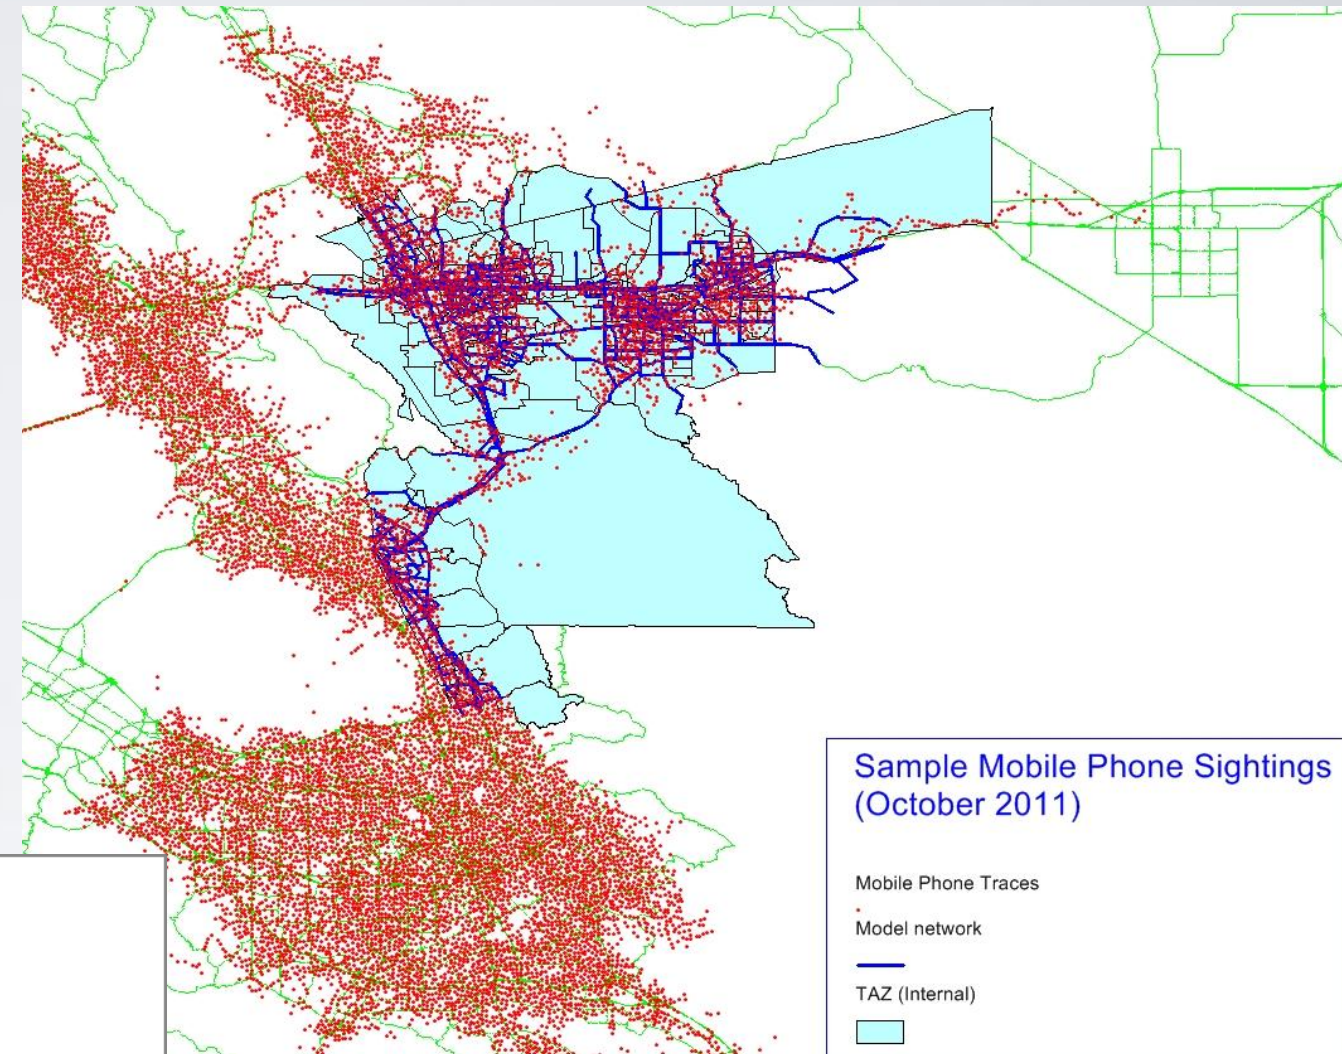 Sample Mobile Phone Sightings
(October 2011)
Mobile Phone Traces
Model network
TAZ (Internal)